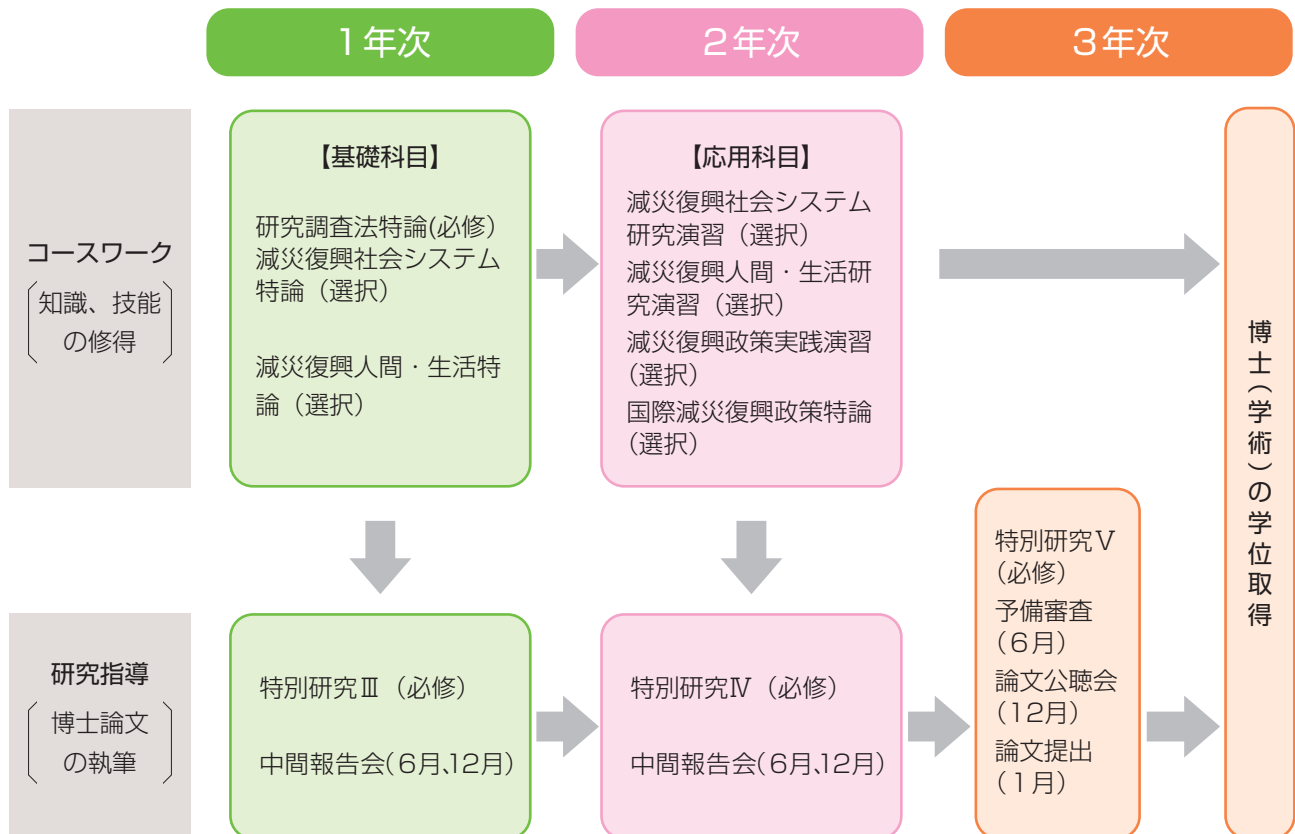 1年次
2年次
3年次
コースワーク
知識、技能
の修得
【基礎科目】
研究調査法特論(必修)
減災復興社会システム
特論（選択）
減災復興人間・生活特
論（選択）
【応用科目】
減災復興社会システム
研究演習（選択）
減災復興人間・生活研
究演習（選択）
減災復興政策実践演習
（選択）
国際減災復興政策特論
（選択）
研究指導
博士論文
の執筆
特別研究Ⅲ（必修）
中間報告会(6月、12月)
特別研究Ⅳ（必修）
中間報告会(6月、12月)
特別研究Ⅴ
（必修）
予備審査
（6月）
論文公聴会
（12月）
論文提出
（1月）
博士（学術）の学位取得